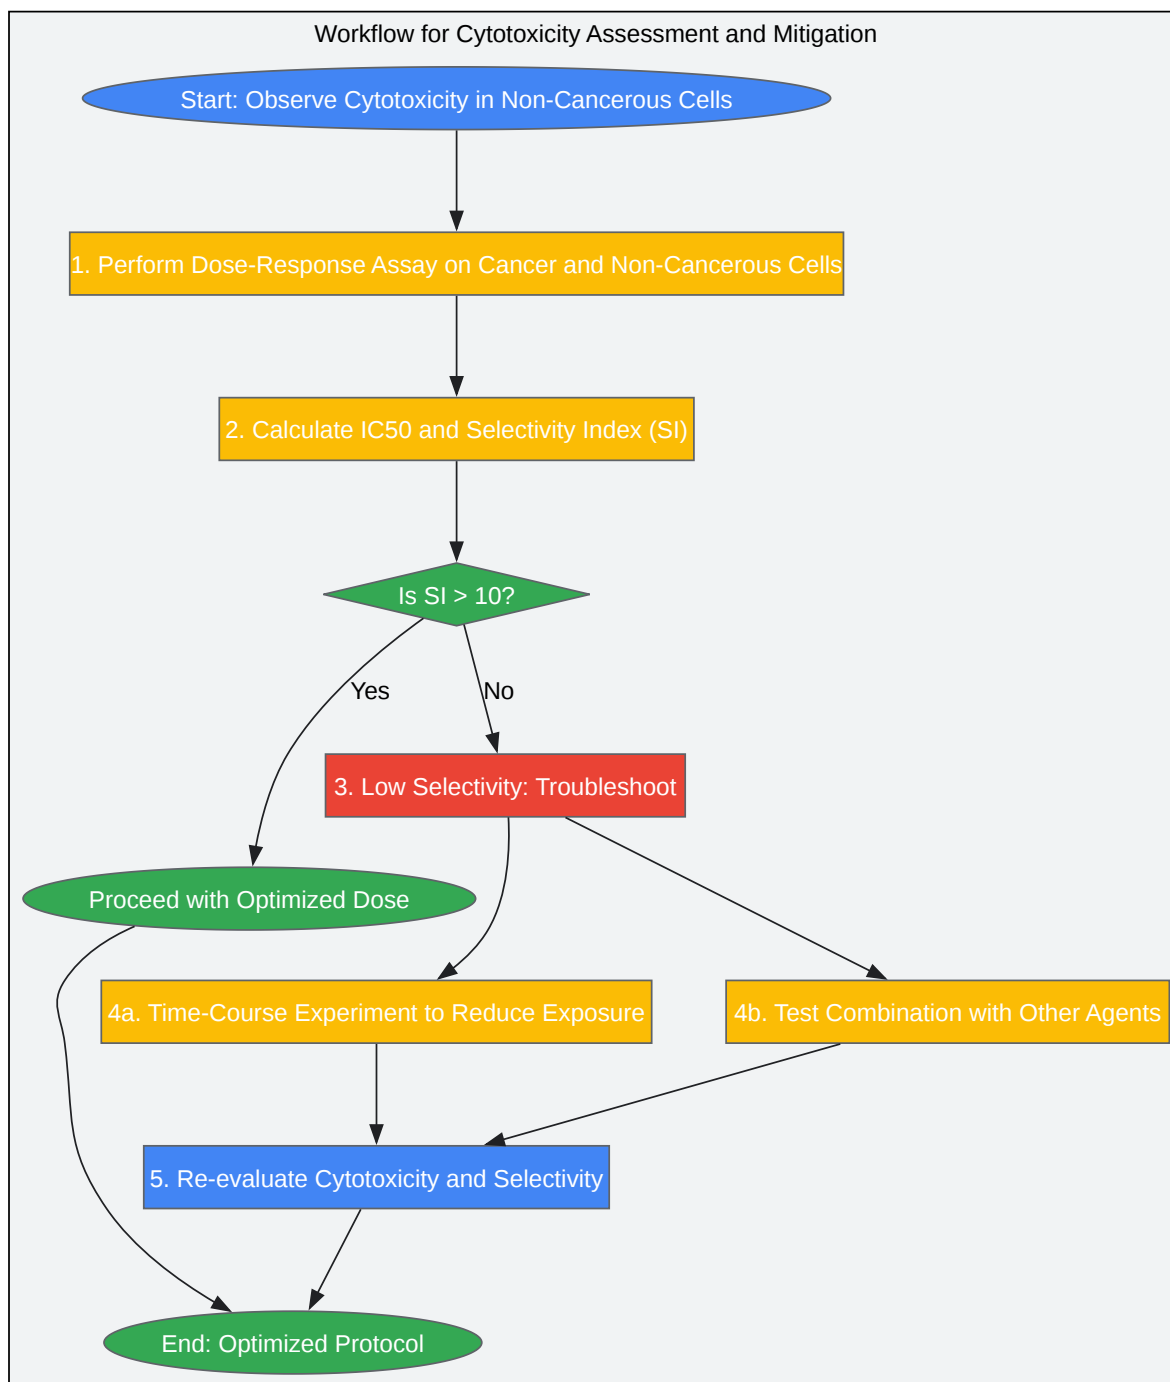 Workflow for Cytotoxicity Assessment and Mitigation
Start: Observe Cytotoxicity in Non-Cancerous Cells
1. Perform Dose-Response Assay on Cancer and Non-Cancerous Cells
2. Calculate IC50 and Selectivity Index (SI)
Is SI > 10?
Yes
No
3. Low Selectivity: Troubleshoot
Proceed with Optimized Dose
4a. Time-Course Experiment to Reduce Exposure
4b. Test Combination with Other Agents
5. Re-evaluate Cytotoxicity and Selectivity
End: Optimized Protocol